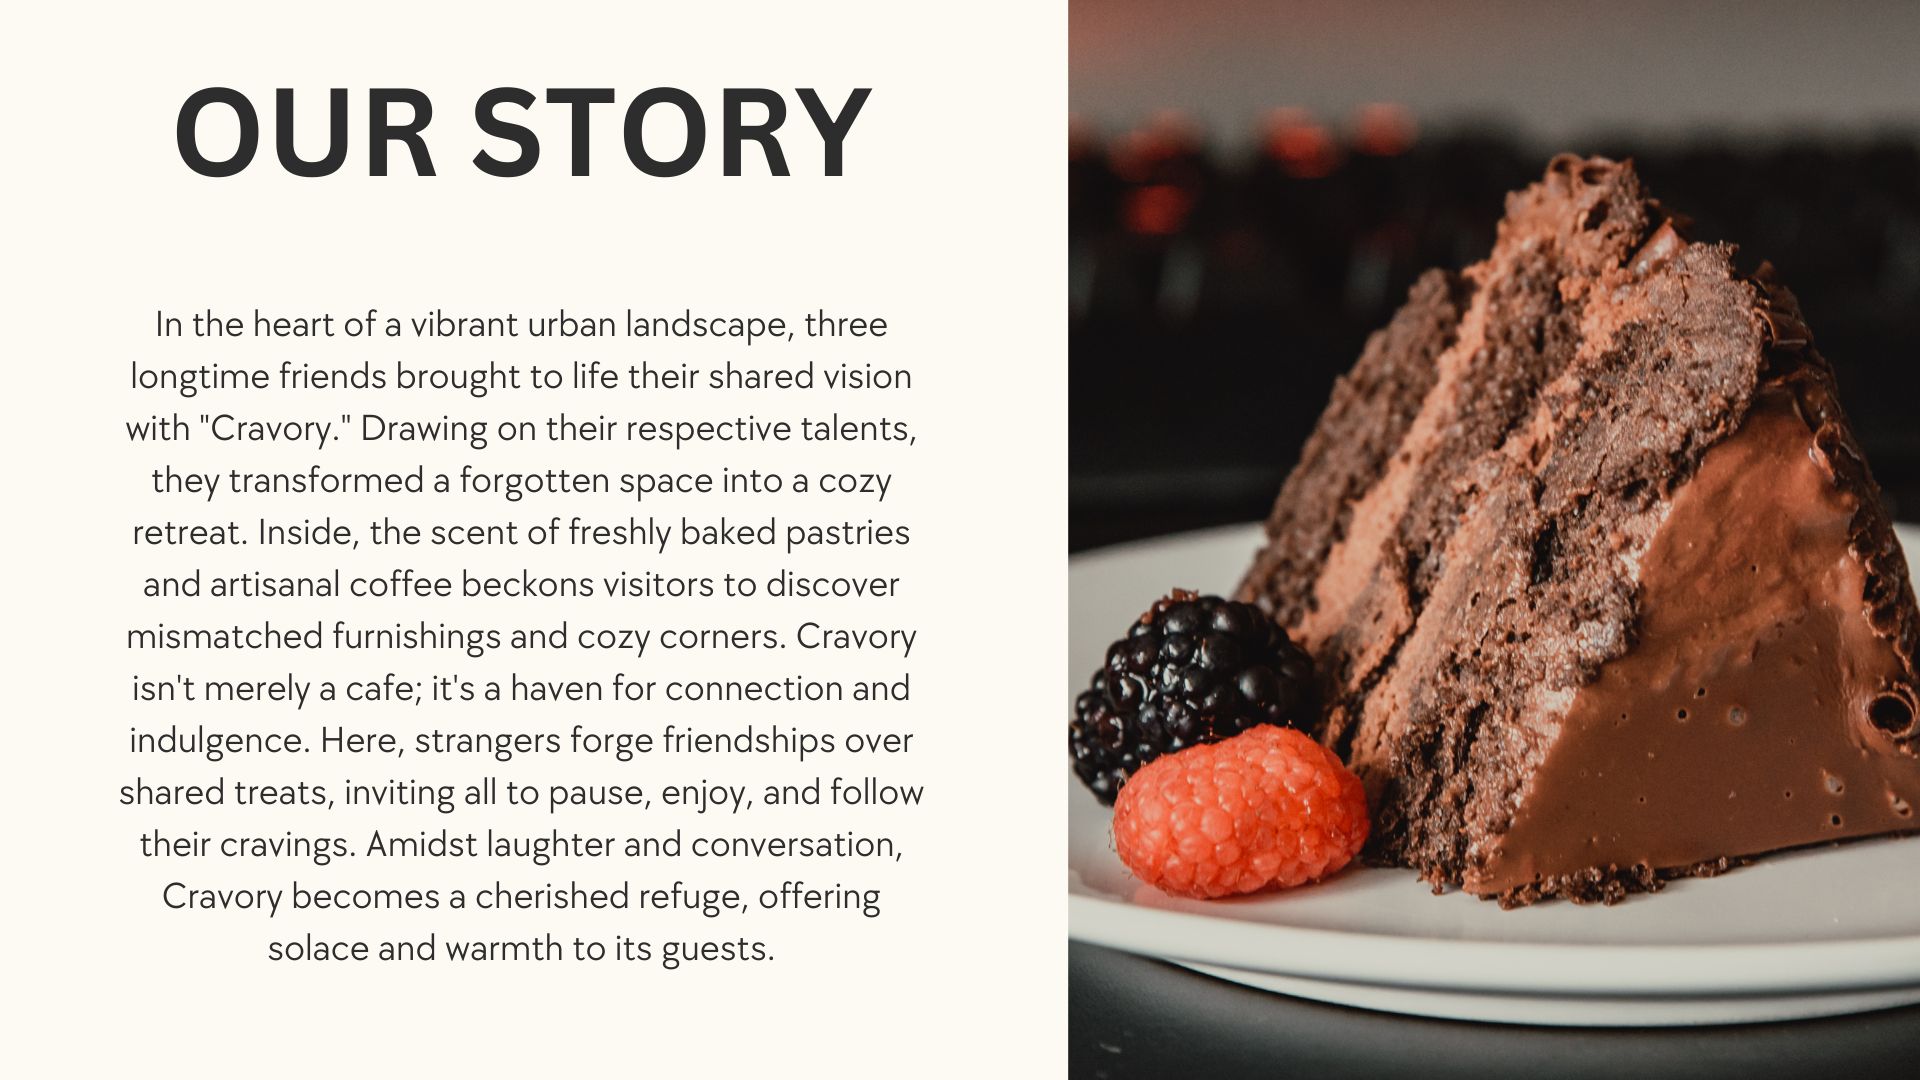 OUR STORY
In the heart of a vibrant urban landscape, three
longtime friends brought to life their shared vision
with "Cravory." Drawing on their respective talents,
they transformed a forgotten space into a cozy
retreat. Inside, the scent of freshly baked pastries
and artisanal coffee beckons visitors to discover
mismatched furnishings and cozy corners. Cravory
isn't merely a cafe; it's a haven for connection and
indulgence. Here, strangers forge friendships over
shared treats, inviting all to pause, enjoy, and follow
their cravings. Amidst laughter and conversation,
Cravory becomes a cherished refuge, offering
solace and warmth to its guests.